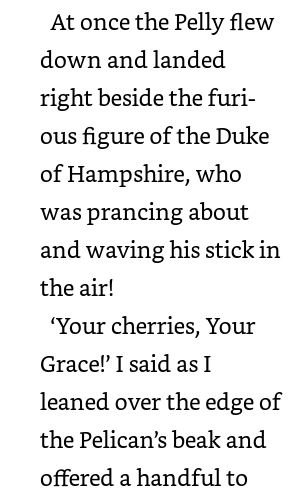 At once the Pelly flew
down and landed
right beside the furi-
ous figure of the Duke
of Hampshire, who
was prancing about
and waving his stick in
the air!
‘Your cherries, Your
Grace!’ I said as I
leaned over the edge of
the Pelican’s beak and
offered a handful to